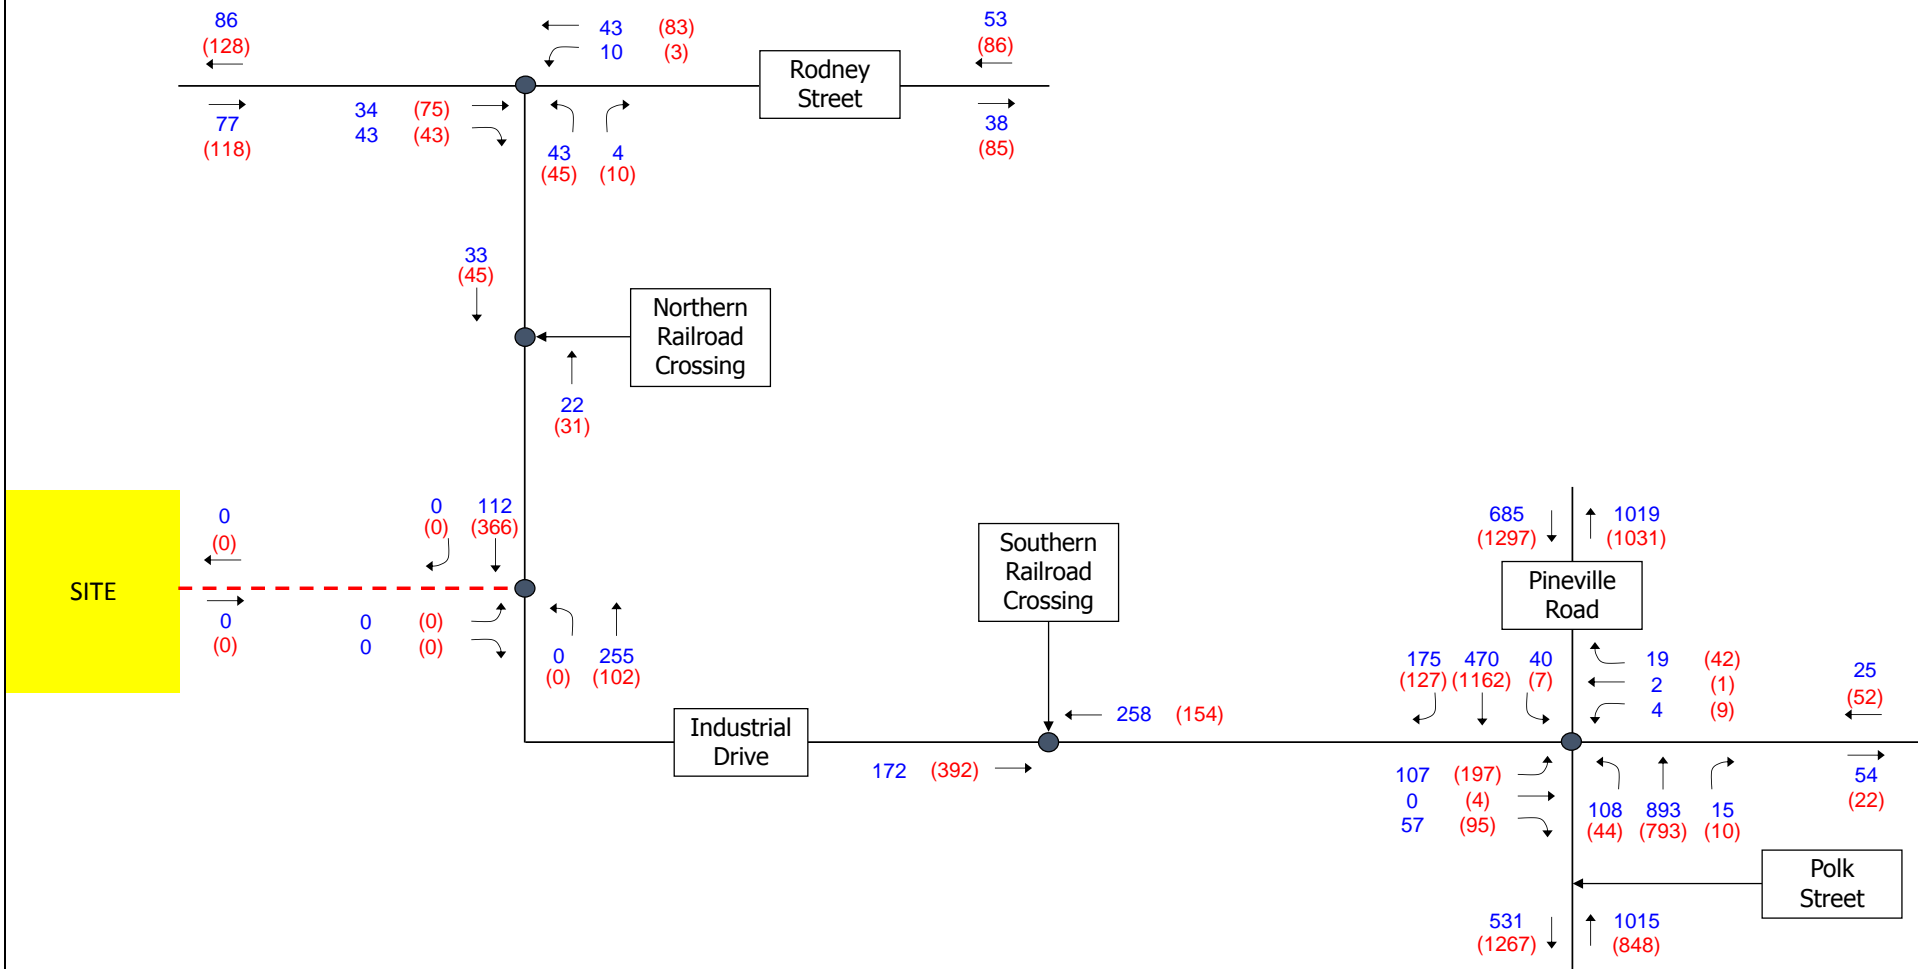 86
(128)
43 (83)
10 (3)
53
(86)
Rodney
Street
77
(118)
34 (75)
43 (43)
43 4
(45) (10)
38
(85)
33
(45)
Northern
Railroad
Crossing
22
(31)
SITE
0
(0)
0 112
(0) (366)
0
(0)
0 (0)
0 (0)
0 255
(0) (102)
Southern
Railroad
Crossing
685 1019
(1297) (1031)
Pineville
Road
Industrial
Drive
258 (154)
172 (392)
175 470 40
(127) (1162) (7)
19 (42)
2 (1)
4 (9)
25
(52)
107 (197)
0 (4)
57 (95)
108 893 15
(44) (793) (10)
54
(22)
Polk
Street
531 1015
(1267) (848)